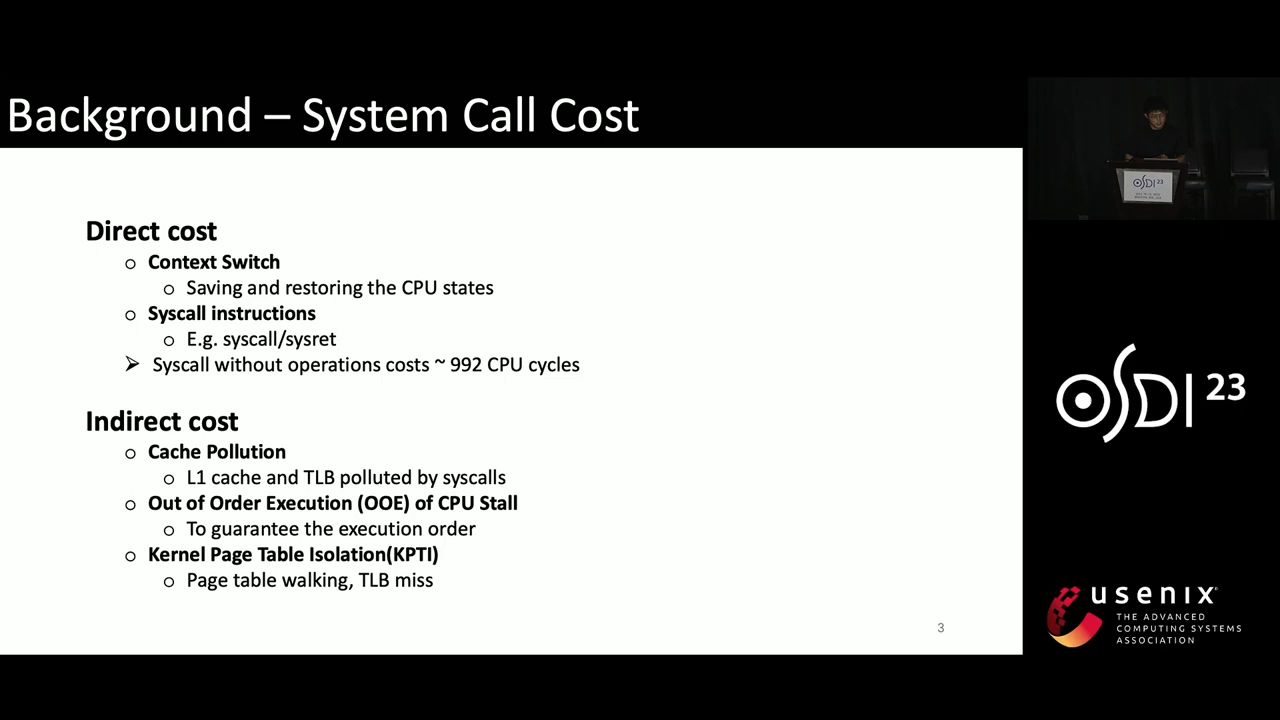 Background – System Call Cost
Direct cost
Context Switch
Saving and restoring the CPU states
Syscall instructions
E.g. syscall/sysret
Syscall without operations costs ~ 992 CPU cycles
Indirect cost
Cache Pollution
L1 cache and TLB polluted by syscalls
Out of Order Execution (OOE) of CPU Stall
To guarantee the execution order
Kernel Page Table Isolation(KPTI)
Page table walking, TLB miss
3
OSDI 23
OSDI 23
usenix
THE ADVANCED
COMPUTING SYSTEMS
ASSOCIATION